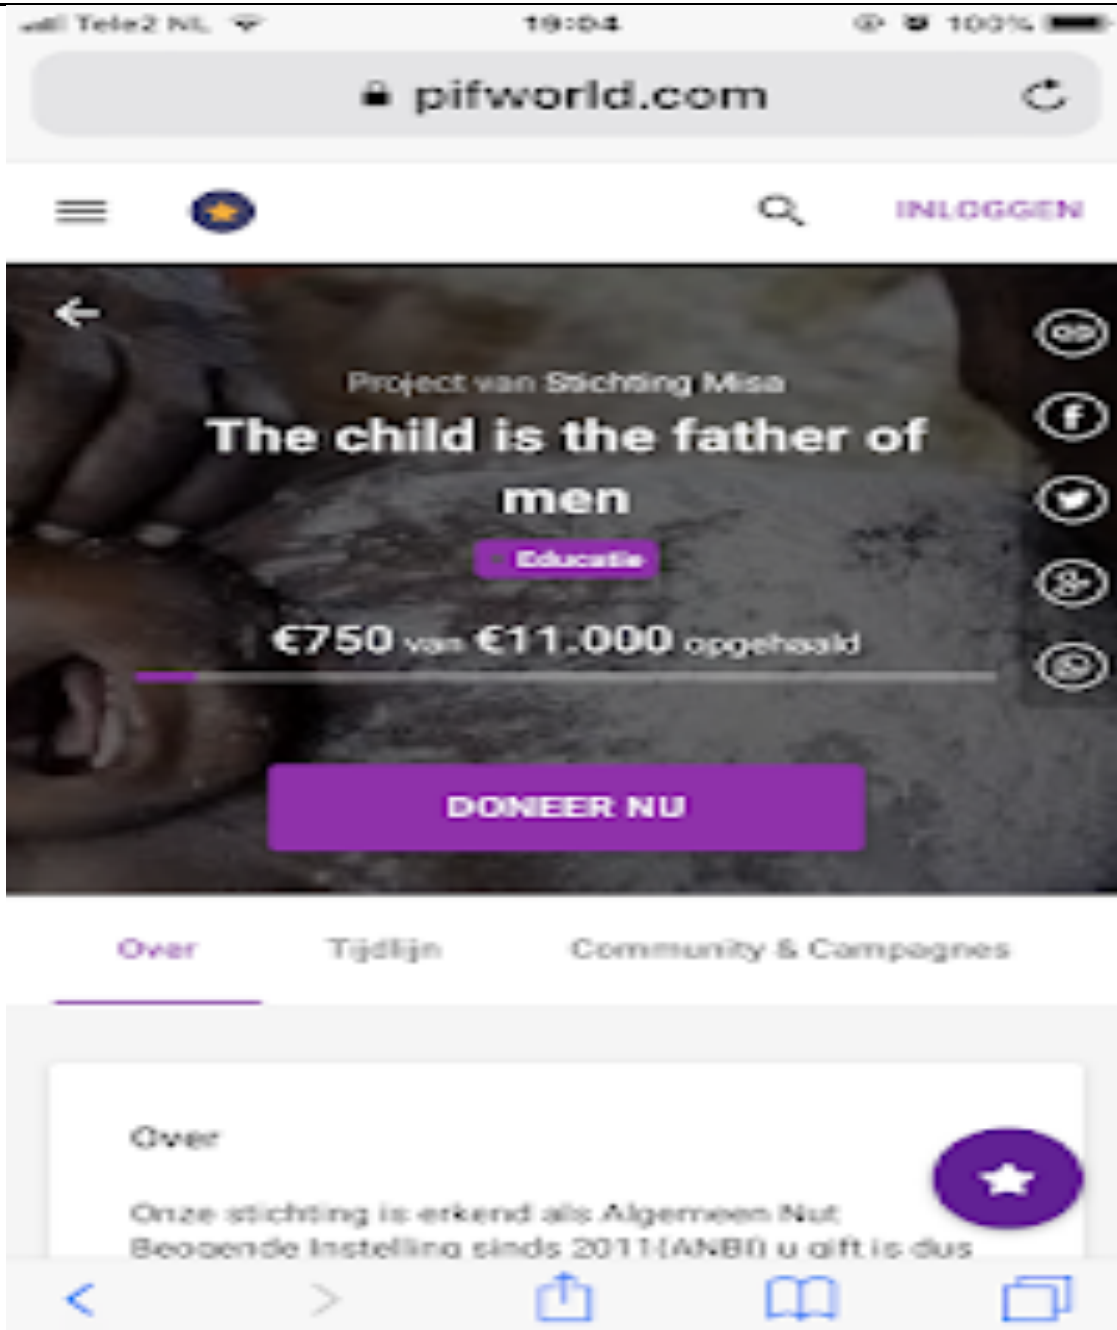 Tele2 NL 19:04 100%
pifworld.com
INLOGGEN
Project van Stichting Misa
The child is the father of
men
Educatie
€750 van €11.000 opgehaald
DONEER NU
Over Tijdlijn Community & Campagnes
Over
Onze stichting is erkend als Algemeen Nut
Beogende Instelling sinds 2011(ANBI) u gift is dus